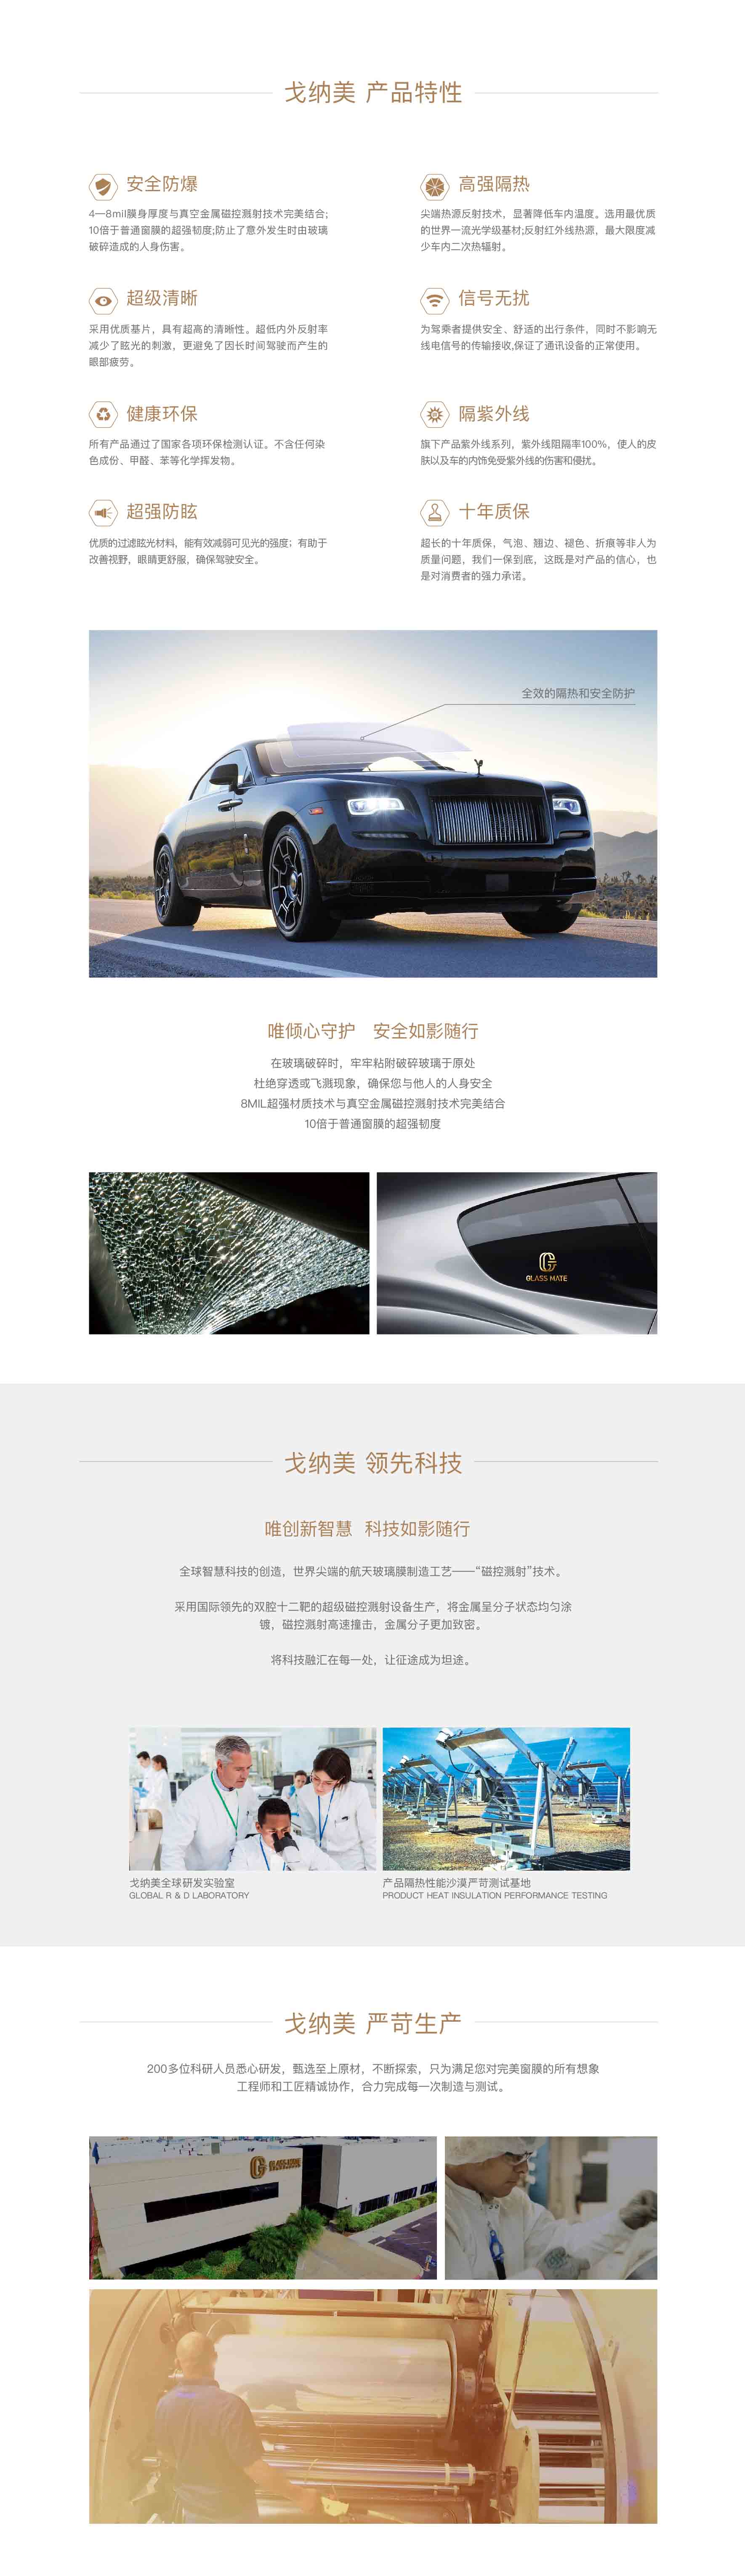 戈纳美 产品特性
安全防爆
4—8mil膜身厚度与真空金属磁控溅射技术完美结合;
10倍于普通窗膜的超强韧度;防止了意外发生时由玻璃
破碎造成的人身伤害。
高强隔热
尖端热源反射技术，显著降低车内温度。选用最优质
的世界一流光学级基材;反射红外线热源，最大限度减
少车内二次热辐射。
超级清晰
采用优质基片，具有超高的清晰性。超低内外反射率
减少了眩光的刺激，更避免了因长时间驾驶而产生的
眼部疲劳。
信号无扰
为驾乘者提供安全、舒适的出行条件，同时不影响无
线电信号的传输接收,保证了通讯设备的正常使用。
健康环保
所有产品通过了国家各项环保检测认证。不含任何染
色成份、甲醛、苯等化学挥发物。
隔紫外线
旗下产品紫外线系列，紫外线阻隔率100%，使人的皮
肤以及车的内饰免受紫外线的伤害和侵扰。
超强防眩
优质的过滤眩光材料，能有效减弱可见光的强度；有助于
改善视野，眼睛更舒服，确保驾驶安全。
十年质保
超长的十年质保，气泡、翘边、褪色、折痕等非人为
质量问题，我们一保到底，这既是对产品的信心，也
是对消费者的强力承诺。
全效的隔热和安全防护
唯倾心守护 安全如影随行
在玻璃破碎时，牢牢粘附破碎玻璃于原处
杜绝穿透或飞溅现象，确保您与他人的人身安全
8MIL超强材质技术与真空金属磁控溅射技术完美结合
10倍于普通窗膜的超强韧度
GLASS MATE
戈纳美 领先科技
唯创新智慧 科技如影随行
全球智慧科技的创造，世界尖端的航天玻璃膜制造工艺——“磁控溅射”技术。
采用国际领先的双腔十二靶的超级磁控溅射设备生产，将金属呈分子状态均匀涂
镀，磁控溅射高速撞击，金属分子更加致密。
将科技融汇在每一处，让征途成为坦途。
戈纳美全球研发实验室
GLOBAL R & D LABORATORY
产品隔热性能沙漠严苛测试基地
PRODUCT HEAT INSULATION PERFORMANCE TESTING
戈纳美 严苛生产
200多位科研人员悉心研发，甄选至上原材，不断探索，只为满足您对完美窗膜的所有想象
工程师和工匠精诚协作，合力完成每一次制造与测试。
GLASS MATE